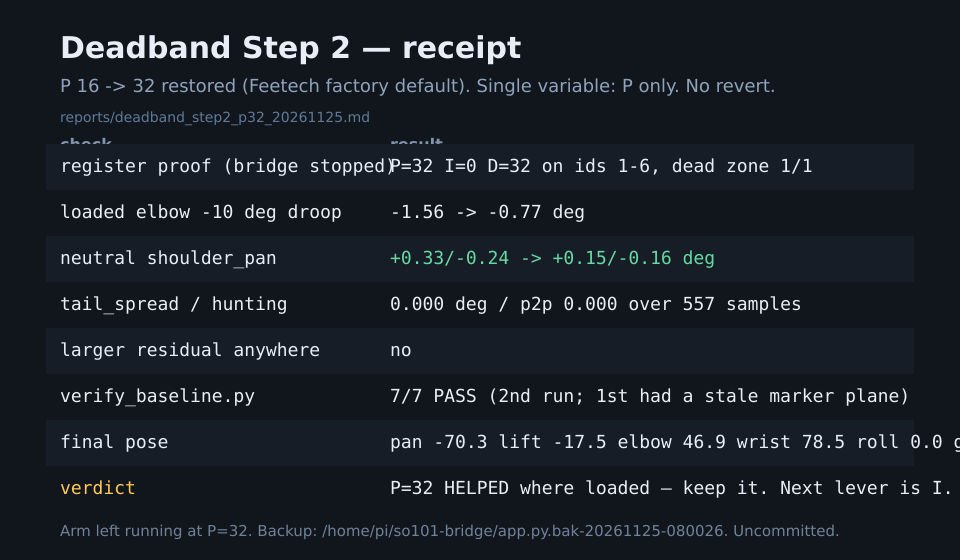 Deadband Step 2 — receipt
P 16 -> 32 restored (Feetech factory default). Single variable: P only. No revert.
reports/deadband_step2_p32_20261125.md
check result
register proof (bridge stopped) P=32 I=0 D=32 on ids 1-6, dead zone 1/1
loaded elbow -10 deg droop -1.56 -> -0.77 deg
neutral shoulder_pan +0.33/-0.24 -> +0.15/-0.16 deg
tail_spread / hunting 0.000 deg / p2p 0.000 over 557 samples
larger residual anywhere no
verify_baseline.py 7/7 PASS (2nd run; 1st had a stale marker plane)
final pose pan -70.3 lift -17.5 elbow 46.9 wrist 78.5 roll 0.0 g
verdict P=32 HELPED where loaded — keep it. Next lever is I.
Arm left running at P=32. Backup: /home/pi/so101-bridge/app.py.bak-20261125-080026. Uncommitted.